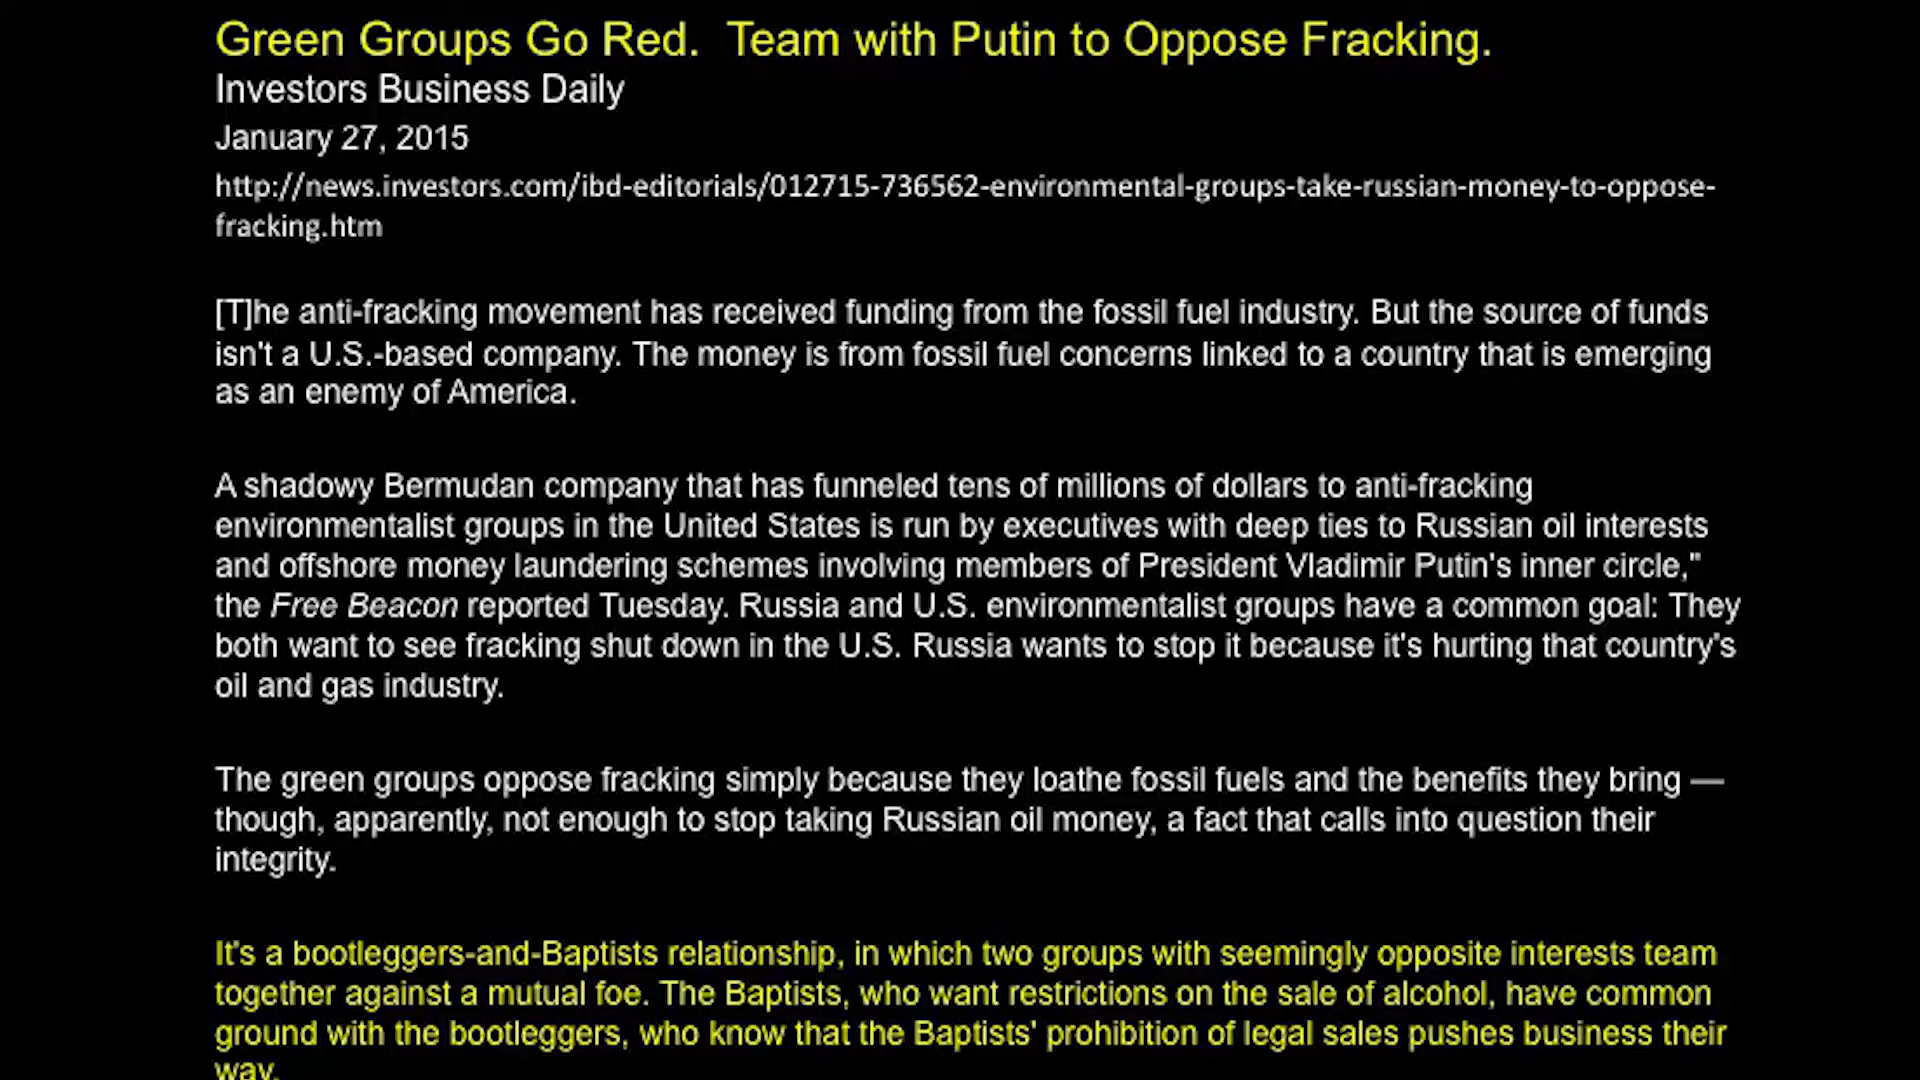 Green Groups Go Red.  Team with Putin to Oppose Fracking.
Investors Business Daily
January 27, 2015
http://news.investors.com/ibd-editorials/012715-736562-environmental-groups-take-russian-money-to-oppose-
fracking.htm
[T]he anti-fracking movement has received funding from the fossil fuel industry. But the source of funds
isn't a U.S.-based company. The money is from fossil fuel concerns linked to a country that is emerging
as an enemy of America.
A shadowy Bermudan company that has funneled tens of millions of dollars to anti-fracking
environmentalist groups in the United States is run by executives with deep ties to Russian oil interests
and offshore money laundering schemes involving members of President Vladimir Putin's inner circle,"
the Free Beacon reported Tuesday. Russia and U.S. environmentalist groups have a common goal: They
both want to see fracking shut down in the U.S. Russia wants to stop it because it's hurting that country's
oil and gas industry.
The green groups oppose fracking simply because they loathe fossil fuels and the benefits they bring —
though, apparently, not enough to stop taking Russian oil money, a fact that calls into question their
integrity.
It's a bootleggers-and-Baptists relationship, in which two groups with seemingly opposite interests team
together against a mutual foe. The Baptists, who want restrictions on the sale of alcohol, have common
ground with the bootleggers, who know that the Baptists' prohibition of legal sales pushes business their
way.